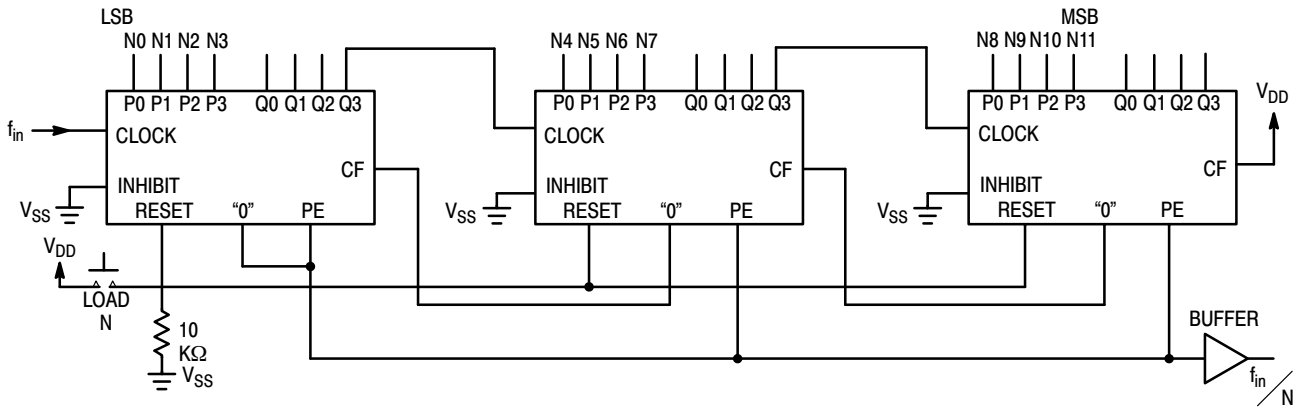 LSB
MSB
N0 N1 N2 N3
N4 N5 N6 N7
N8 N9 N10 N11
P0 P1 P2 P3 Q0 Q1 Q2 Q3
P0 P1 P2 P3 Q0 Q1 Q2 Q3
P0 P1 P2 P3 Q0 Q1 Q2 Q3
VDD
fin
CLOCK
CLOCK
CLOCK
CF
CF
CF
INHIBIT
INHIBIT
INHIBIT
VSS
VSS
VSS
RESET “0” PE
RESET “0” PE
RESET “0” PE
VDD
LOAD
N
10
KΩ
VSS
BUFFER
fin/N